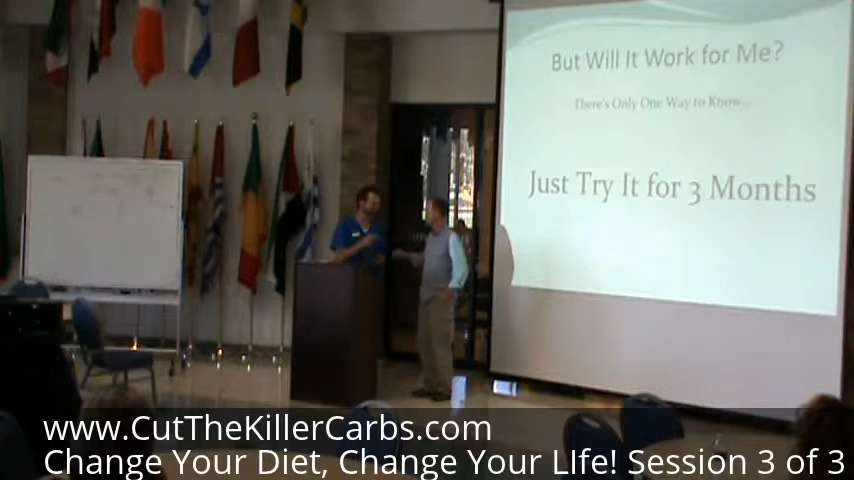 But Will It Work for Me?
There's Only One Way to Know...
Just Try It for 3 Months
www.CutTheKillerCarbs.com
Change Your Diet, Change Your LIfe! Session 3 of 3